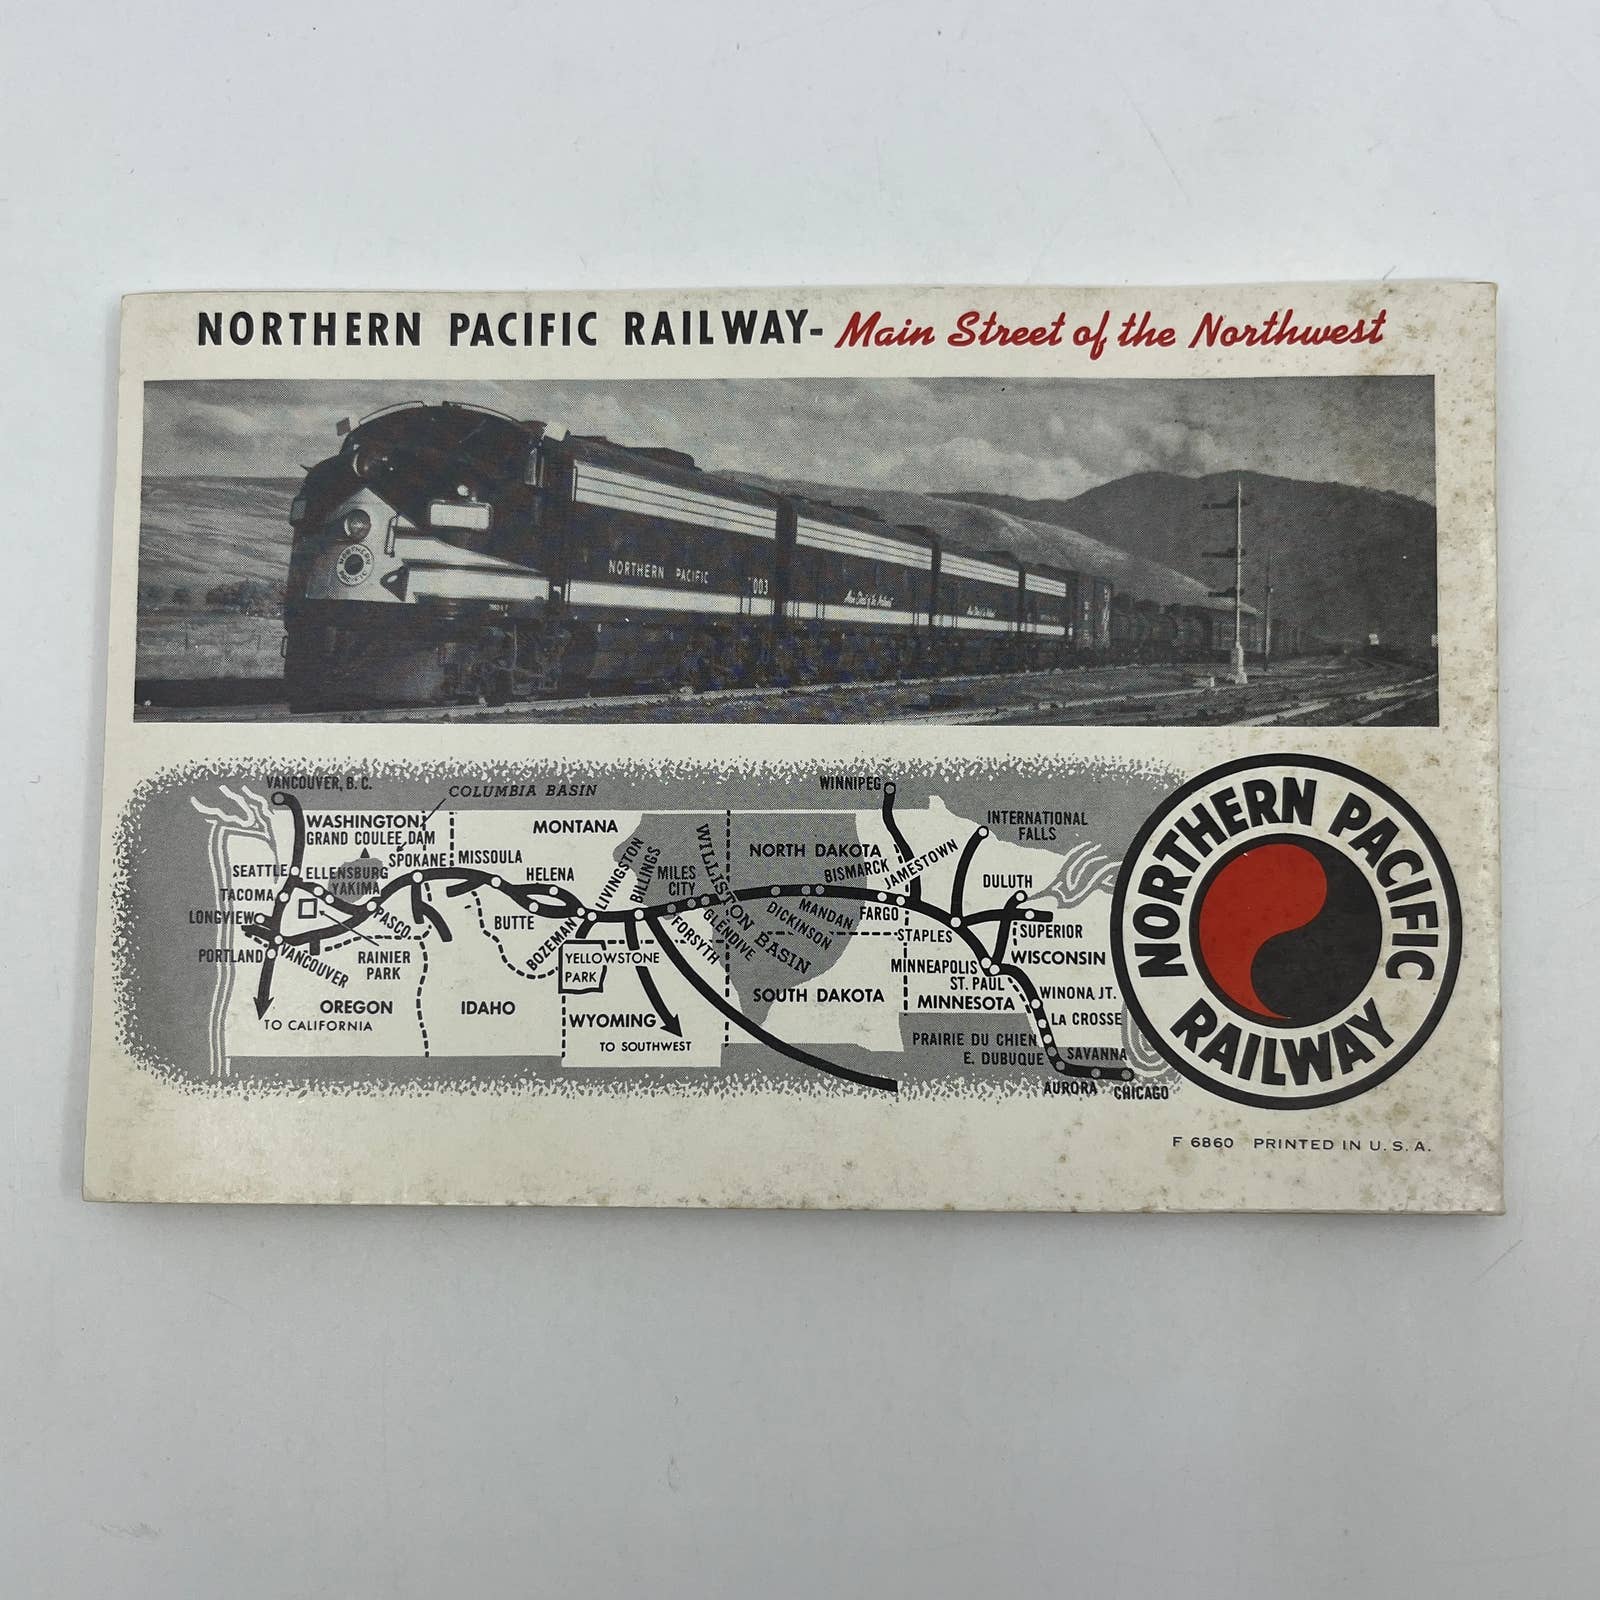 NORTHERN PACIFIC RAILWAY- Main Street of the Northwest
NORTHERN PACIFIC
NORTHERN PACIFIC
003
VANCOUVER, B. C.
COLUMBIA BASIN
WINNIPEG
WASHINGTON
GRAND COULEE DAM
MONTANA
INTERNATIONAL
FALLS
SEATTLE
ELLENSBURG
SPOKANE
MISSOULA
LIVINGSTON
BILLINGS
WILLISTON BASIN
NORTH DAKOTA
BISMARCK
JAMESTOWN
TACOMA
YAKIMA
HELENA
MILES
CITY
DULUTH
LONGVIEW
PASCO
BUTTE
BOZEMAN
FORSYTH
GLENDIVE
DICKINSON
MANDAN
FARGO
STAPLES
SUPERIOR
PORTLAND
VANCOUVER
RAINIER
PARK
YELLOWSTONE
PARK
WISCONSIN
MINNEAPOLIS
ST. PAUL
OREGON
IDAHO
SOUTH DAKOTA
MINNESOTA
WINONA JT.
TO CALIFORNIA
WYOMING
LA CROSSE
TO SOUTHWEST
PRAIRIE DU CHIEN
E. DUBUQUE
SAVANNA
AURORA
CHICAGO
NORTHERN PACIFIC
RAILWAY
F 6860 PRINTED IN U. S. A.